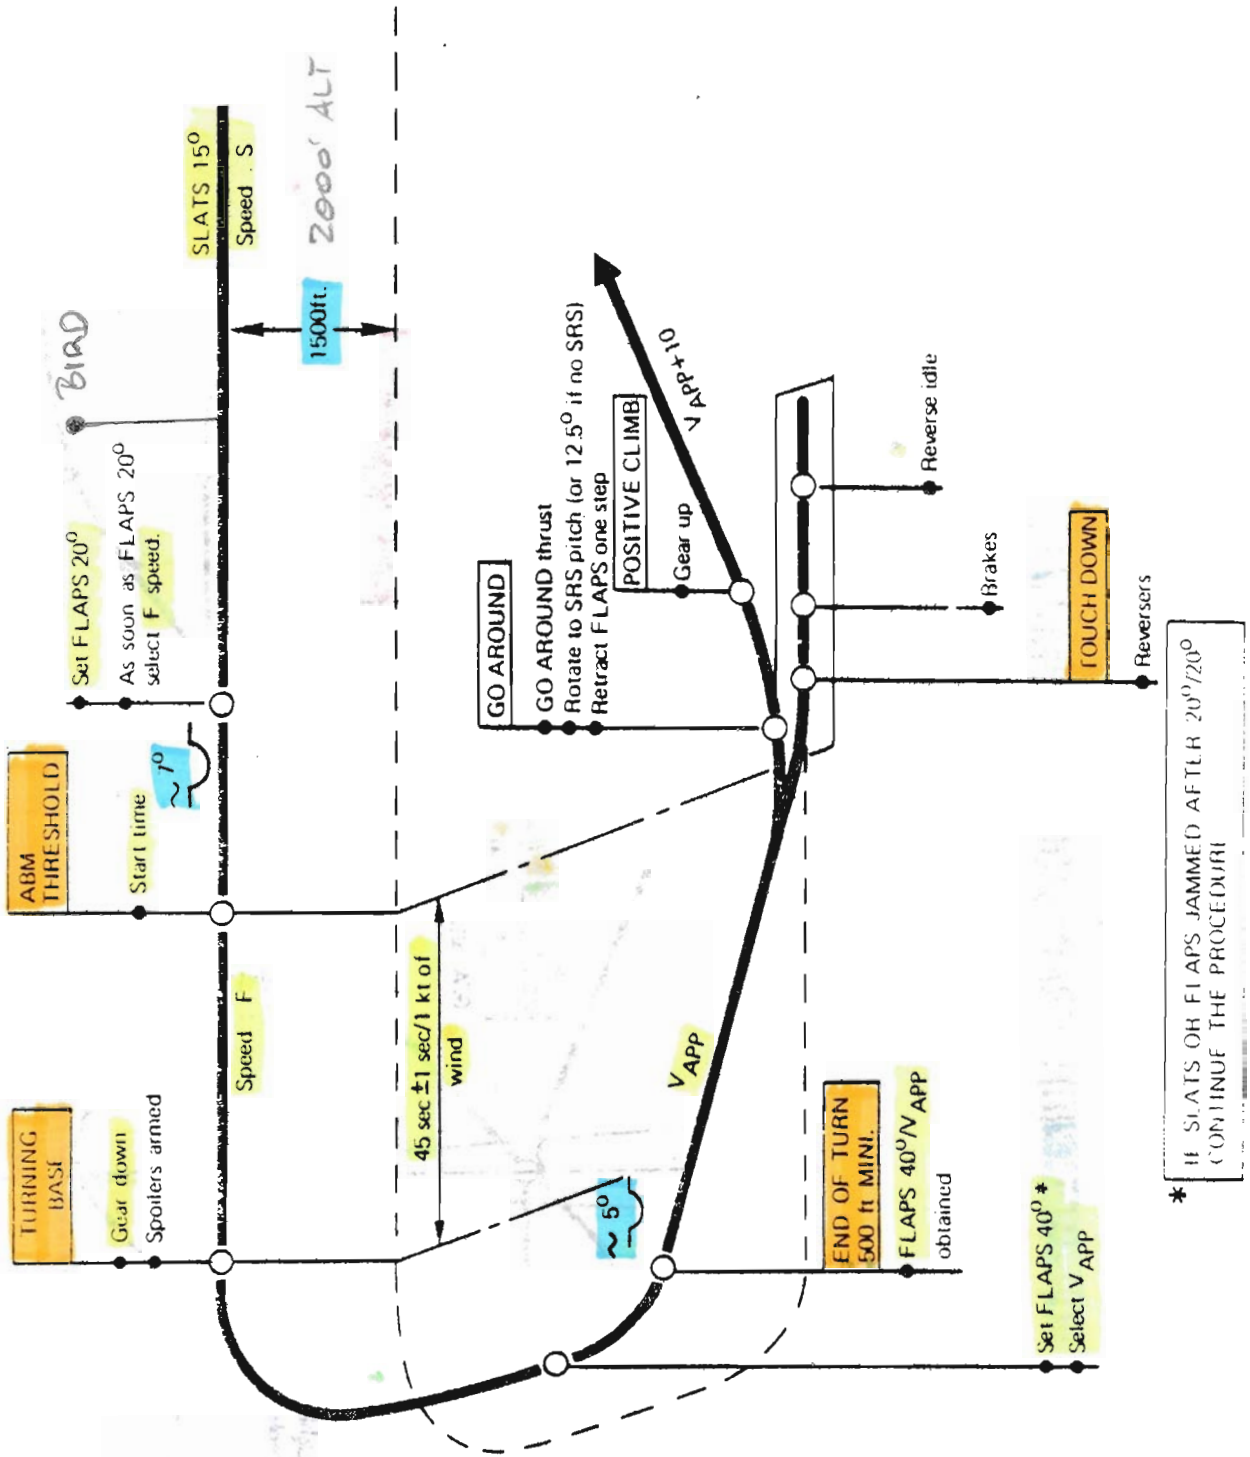 TURNING
BASE
Gear down
Spoilers armed
ABM
THRESHOLD
Start time
Set FLAPS 20°
As soon as FLAPS 20°
select F speed.
BIRD
SLATS 15°
Speed . S
Speed F
≈ 7°
1500ft.
2000' ALT
45 sec ±1 sec/1 kt of
wind
≈ 5°
GO AROUND
GO AROUND thrust
Rotate to SRS pitch (or 12.5° if no SRS)
Retract FLAPS one step
POSITIVE CLIMB
Gear up
VAPP+10
VAPP
END OF TURN
500 ft MINI.
FLAPS 40°/VAPP
obtained
Set FLAPS 40° *
Select VAPP
TOUCH DOWN
Reversers
Brakes
Reverse idle
* IF SLATS OR FLAPS JAMMED AFTER 20°/20°
CONTINUE THE PROCEDURE